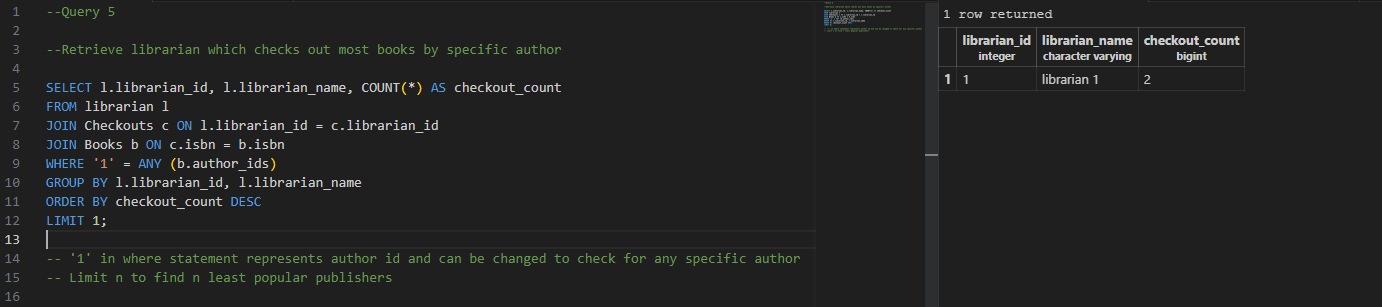 1 --Query 5
2
3 --Retrieve librarian which checks out most books by specific author
4
5 SELECT l.librarian_id, l.librarian_name, COUNT(*) AS checkout_count
6 FROM librarian l
7 JOIN Checkouts c ON l.librarian_id = c.librarian_id
8 JOIN Books b ON c.isbn = b.isbn
9 WHERE '1' = ANY (b.author_ids)
10 GROUP BY l.librarian_id, l.librarian_name
11 ORDER BY checkout_count DESC
12 LIMIT 1;
13
14 -- '1' in where statement represents author id and can be changed to check for any specific author
15 -- Limit n to find n least popular publishers
16
1 row returned
librarian_id librarian_name checkout_count
integer character varying bigint
1 1 librarian 1 2